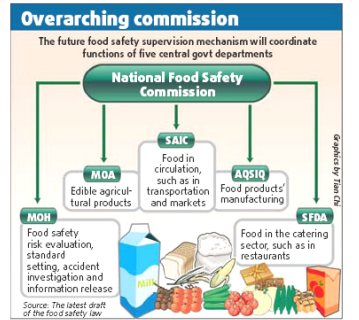 Overarching commission
The future food safety supervision mechanism will coordinate
functions of five central govt departments
National Food Safety
Commission
SAIC
Food in
circulation,
such as in
transportation
and markets
MOA
Edible agricul-
tural products
AQSIQ
Food products'
manufacturing
MOH
Food safety
risk evaluation,
standard
setting, accident
investigation and
information release
SFDA
Food in the catering
sector, such as in
restaurants
Milk
Source: The latest draft
of the food safety law
Graphics by Tian Chi